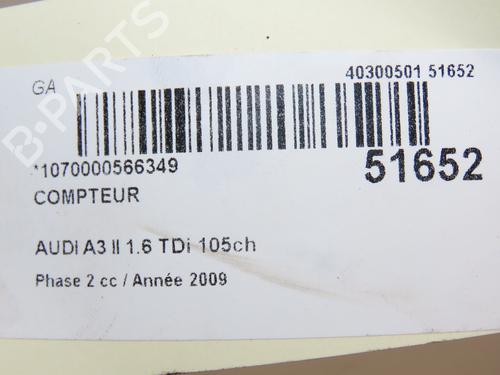 GA
40300501 51652
*1070000566349
51652
COMPTEUR
AUDI A3 II 1.6 TDi 105ch
Phase 2 cc / Année 2009
B-PARTS